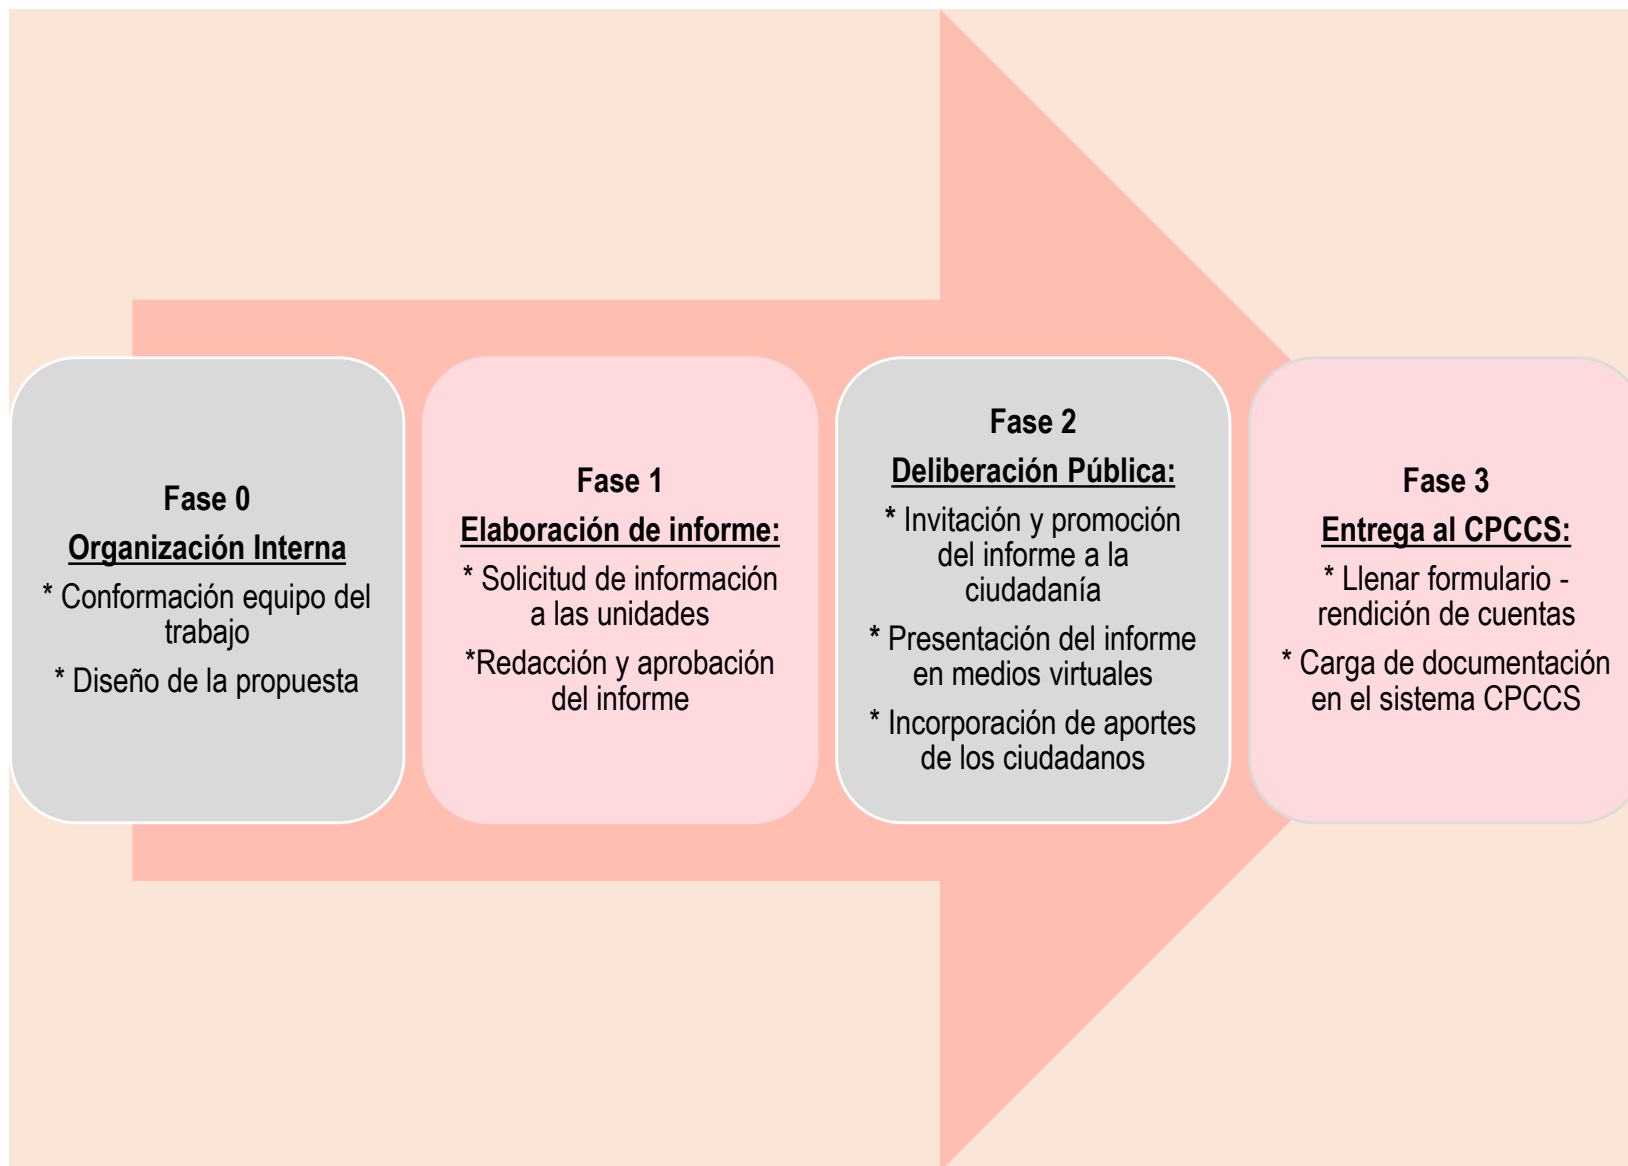 Fase 0
Organización Interna
* Conformación equipo del
trabajo
* Diseño de la propuesta
Fase 1
Elaboración de informe:
* Solicitud de información
a las unidades
*Redacción y aprobación
del informe
Fase 2
Deliberación Pública:
* Invitación y promoción
del informe a la
ciudadanía
* Presentación del informe
en medios virtuales
* Incorporación de aportes
de los ciudadanos
Fase 3
Entrega al CPCCS:
* Llenar formulario -
rendición de cuentas
* Carga de documentación
en el sistema CPCCS